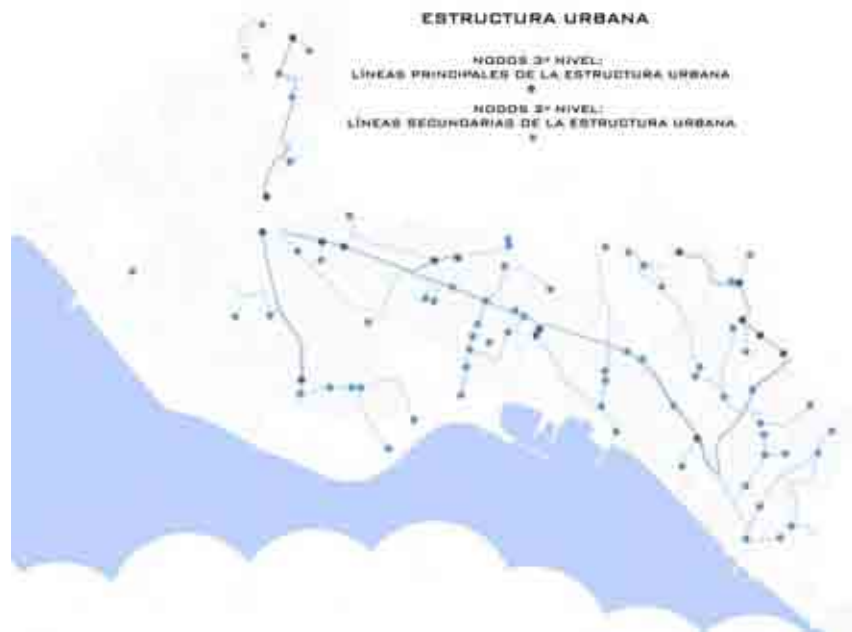 ESTRUCTURA URBANA
NODOS 3º NIVEL:
LÍNEAS PRINCIPALES DE LA ESTRUCTURA URBANA
NODOS 2º NIVEL:
LÍNEAS SECUNDARIAS DE LA ESTRUCTURA URBANA